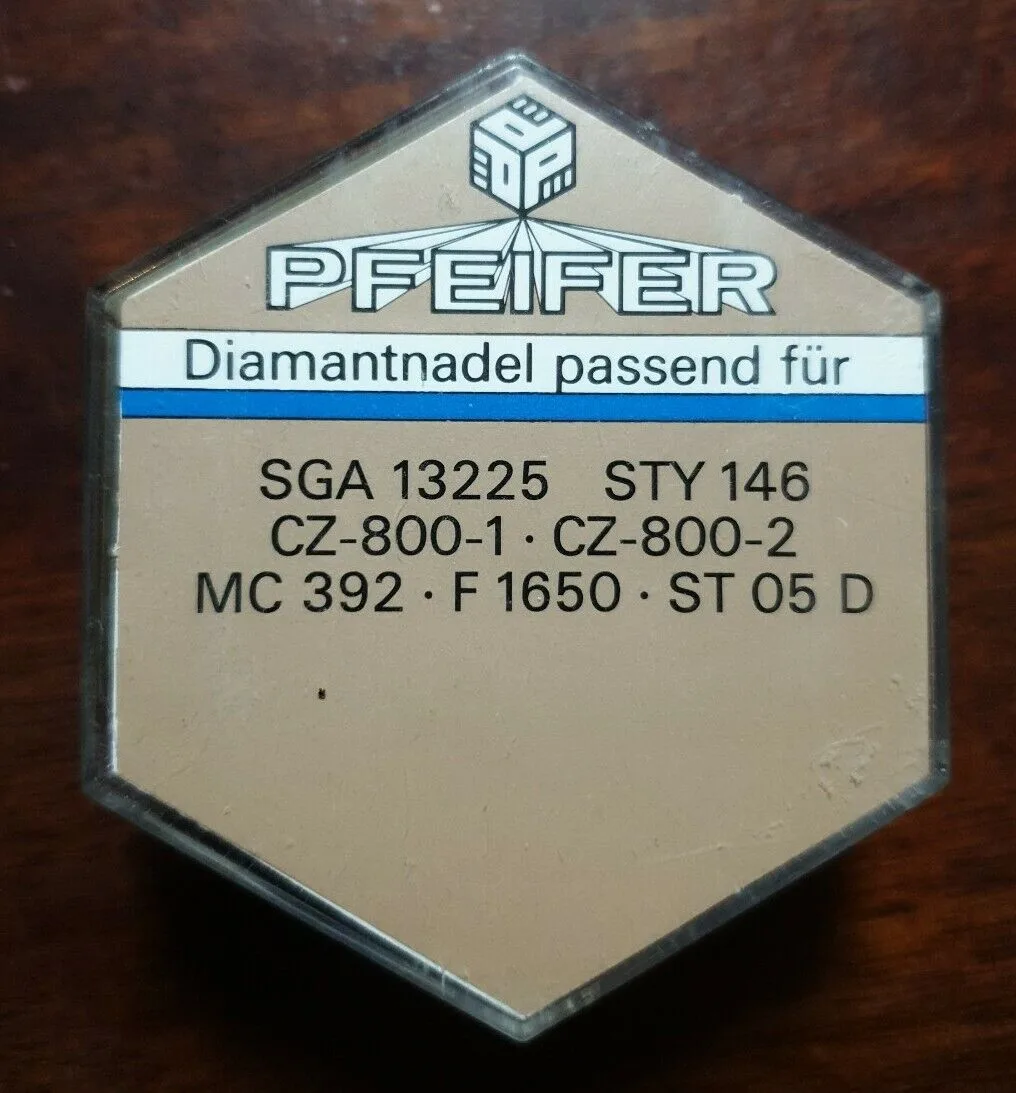 PFEIFER
Diamantnadel passend für
SGA 13225 STY 146
CZ-800-1 · CZ-800-2
MC 392 · F 1650 · ST 05 D